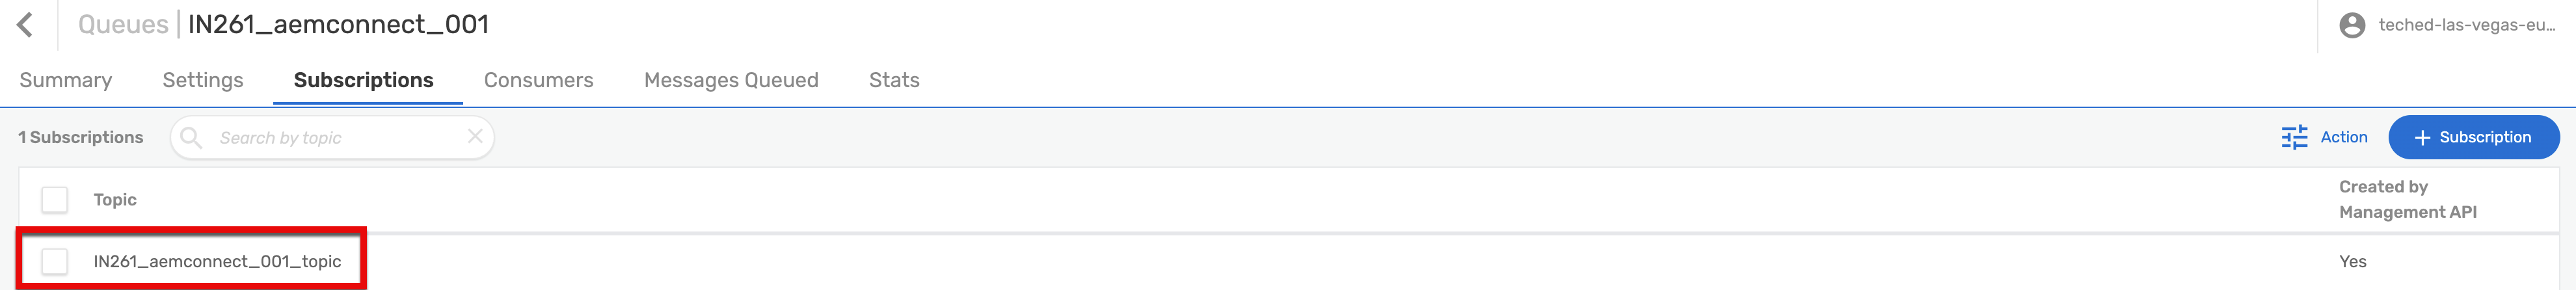 Queues | IN261_aemconnect_001
teched-las-vegas-eu...
Summary Settings Subscriptions Consumers Messages Queued Stats
1 Subscriptions Search by topic Action + Subscription
Topic Created by Management API
IN261_aemconnect_001_topic Yes